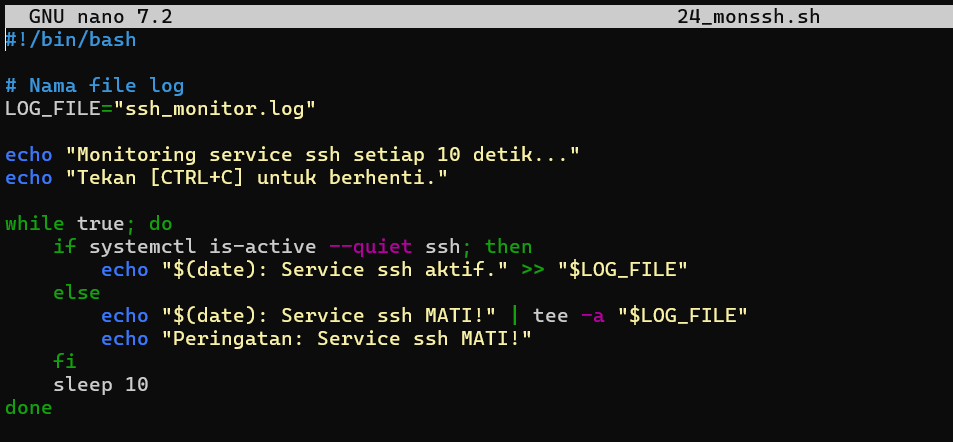 GNU nano 7.2 24_monssh.sh
#!/bin/bash
# Nama file log
LOG_FILE="ssh_monitor.log"
echo "Monitoring service ssh setiap 10 detik..."
echo "Tekan [CTRL+C] untuk berhenti."
while true; do
    if systemctl is-active --quiet ssh; then
        echo "$(date): Service ssh aktif." >> "$LOG_FILE"
    else
        echo "$(date): Service ssh MATI!" | tee -a "$LOG_FILE"
        echo "Peringatan: Service ssh MATI!"
    fi
    sleep 10
done